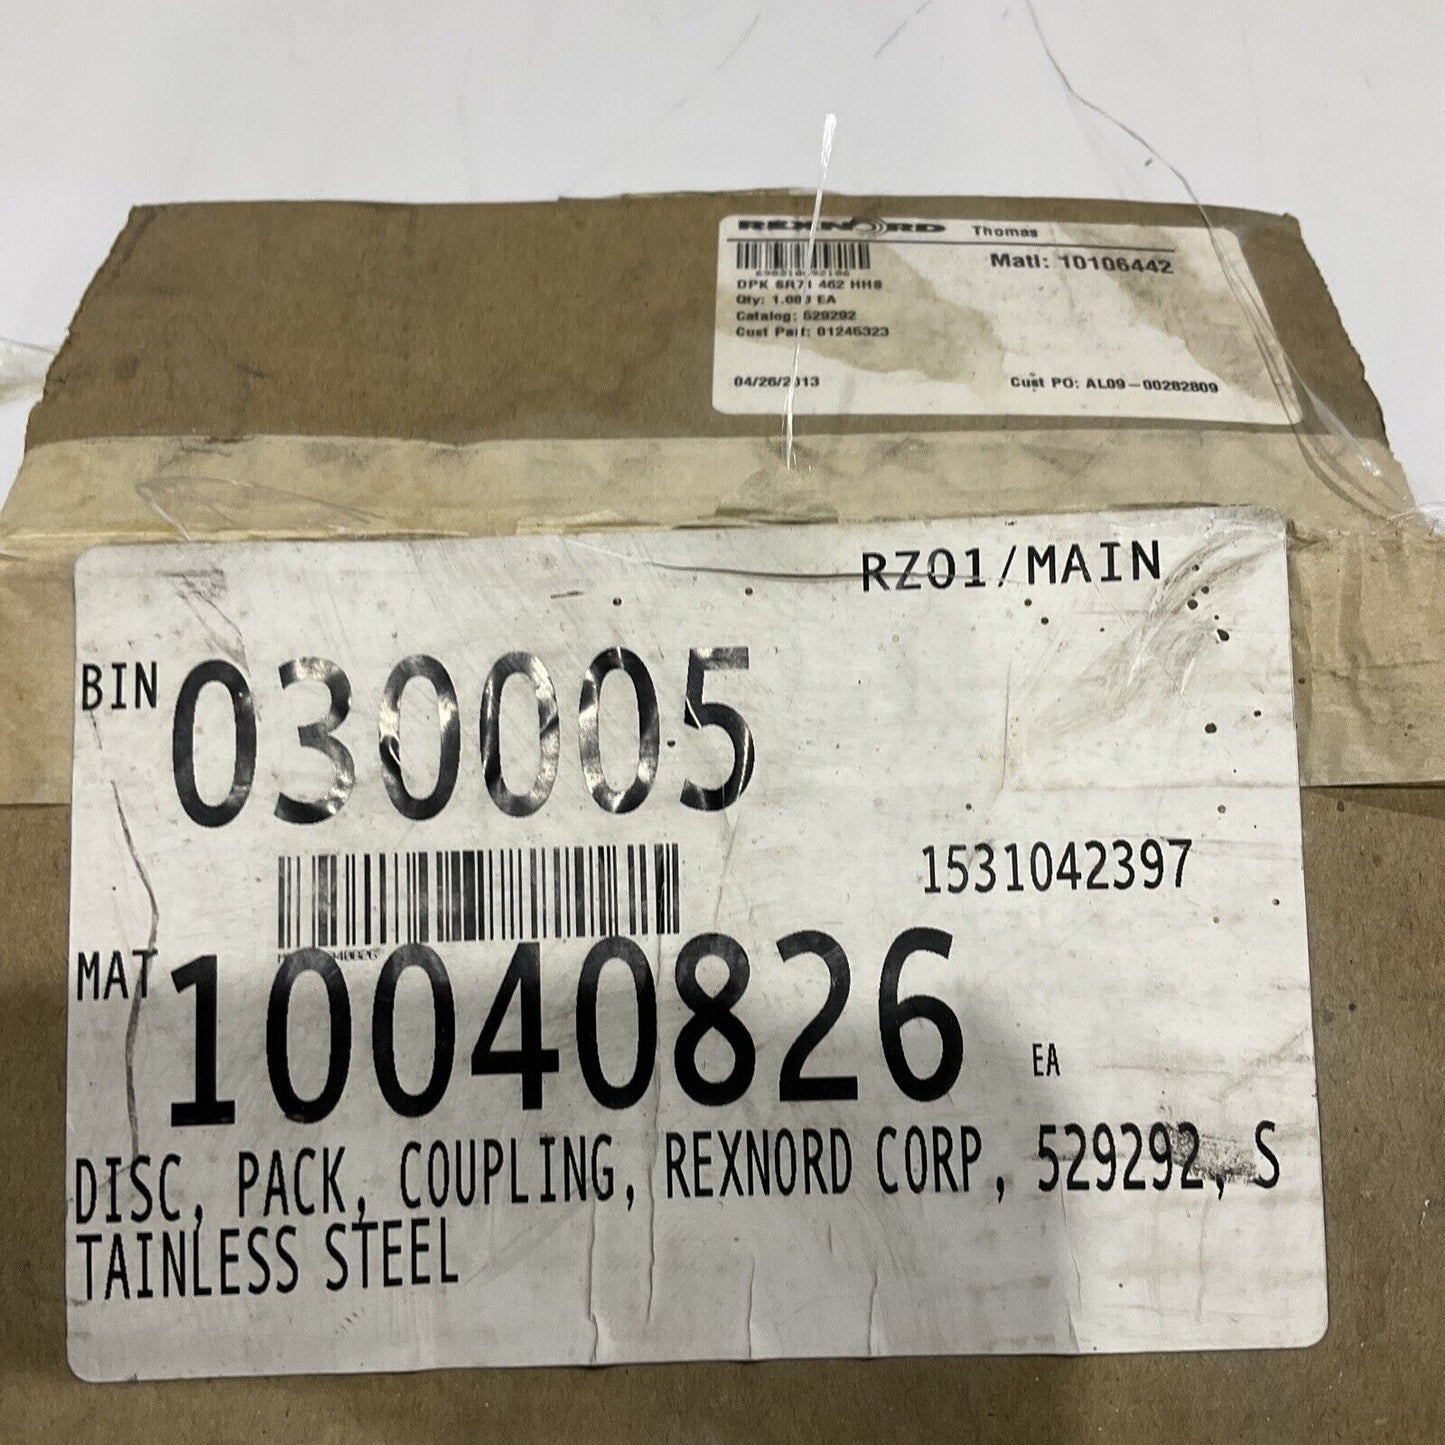 REXNORD Thomas
Matl: 10106442
DPK SR71 462 HHS
Qty: 1.000 EA
Catalog: 529292
Cust Part: 01245323
04/26/2013 Cust PO: AL09-00282809
RZ01/MAIN
BIN 030005
1531042397
MAT 10040826 EA
DISC, PACK, COUPLING, REXNORD CORP, 529292, S
TAINLESS STEEL